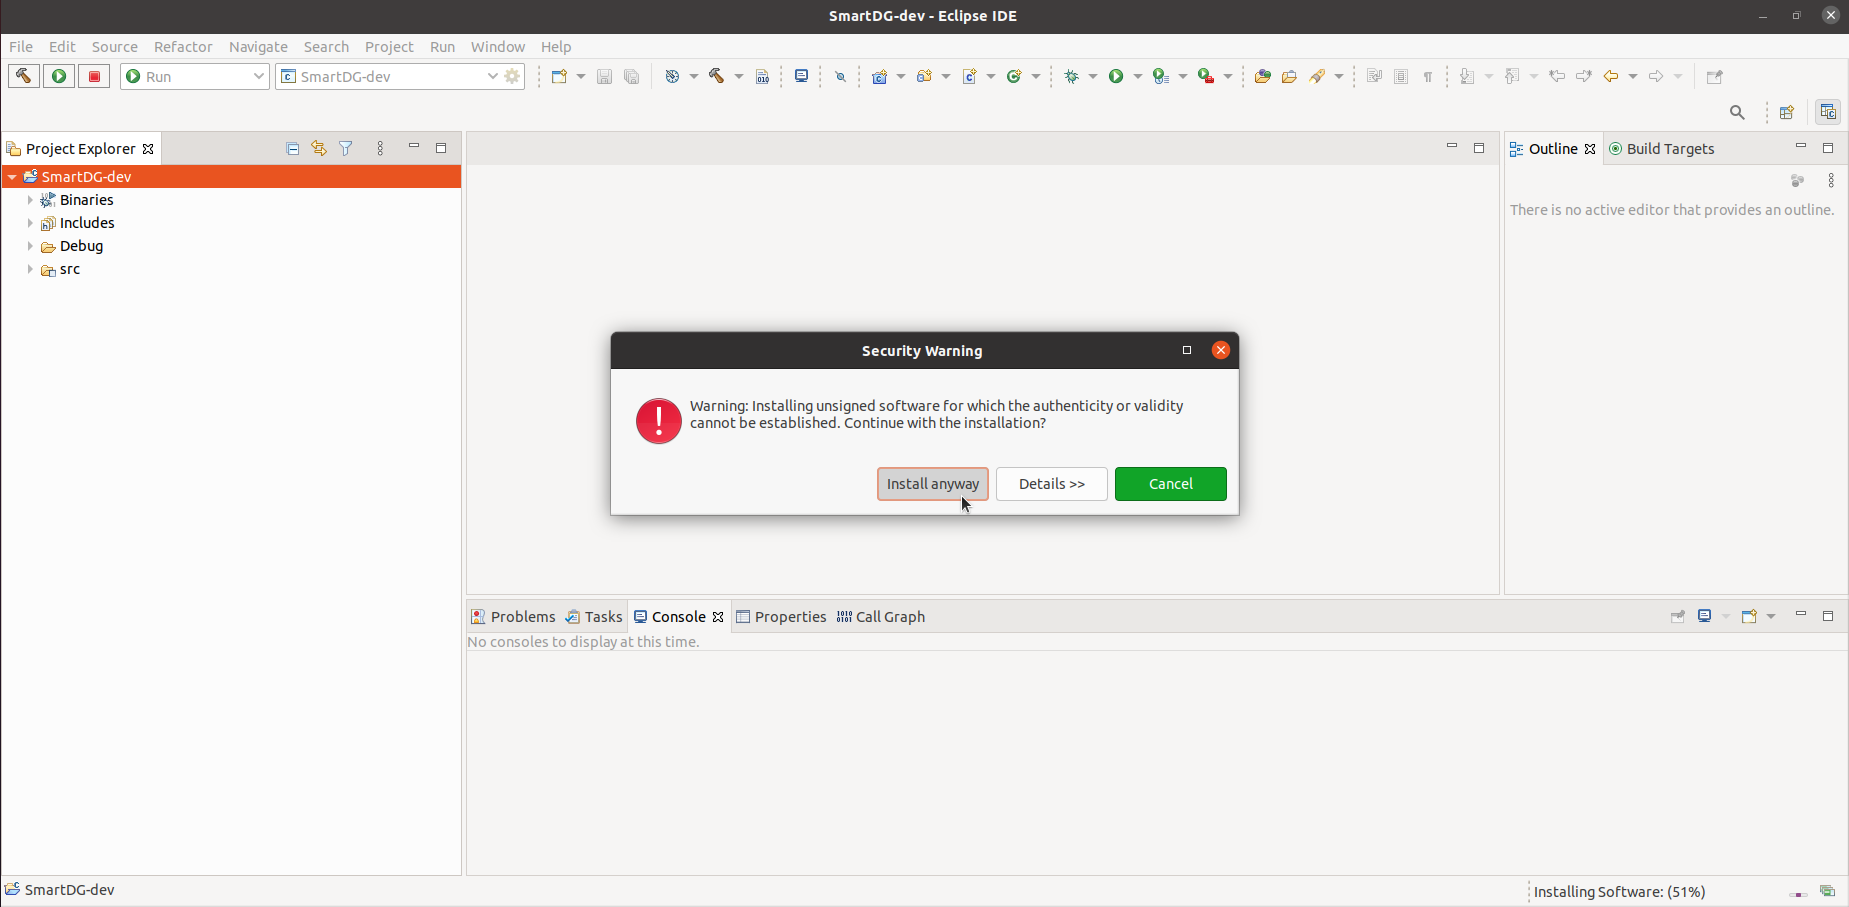 SmartDG-dev - Eclipse IDE
File Edit Source Refactor Navigate Search Project Run Window Help
Run
SmartDG-dev
Project Explorer
SmartDG-dev
Binaries
Includes
Debug
src
Outline
Build Targets
There is no active editor that provides an outline.
Security Warning
Warning: Installing unsigned software for which the authenticity or validity
cannot be established. Continue with the installation?
Install anyway
Details >>
Cancel
Problems Tasks Console Properties Call Graph
No consoles to display at this time.
SmartDG-dev
Installing Software: (51%)